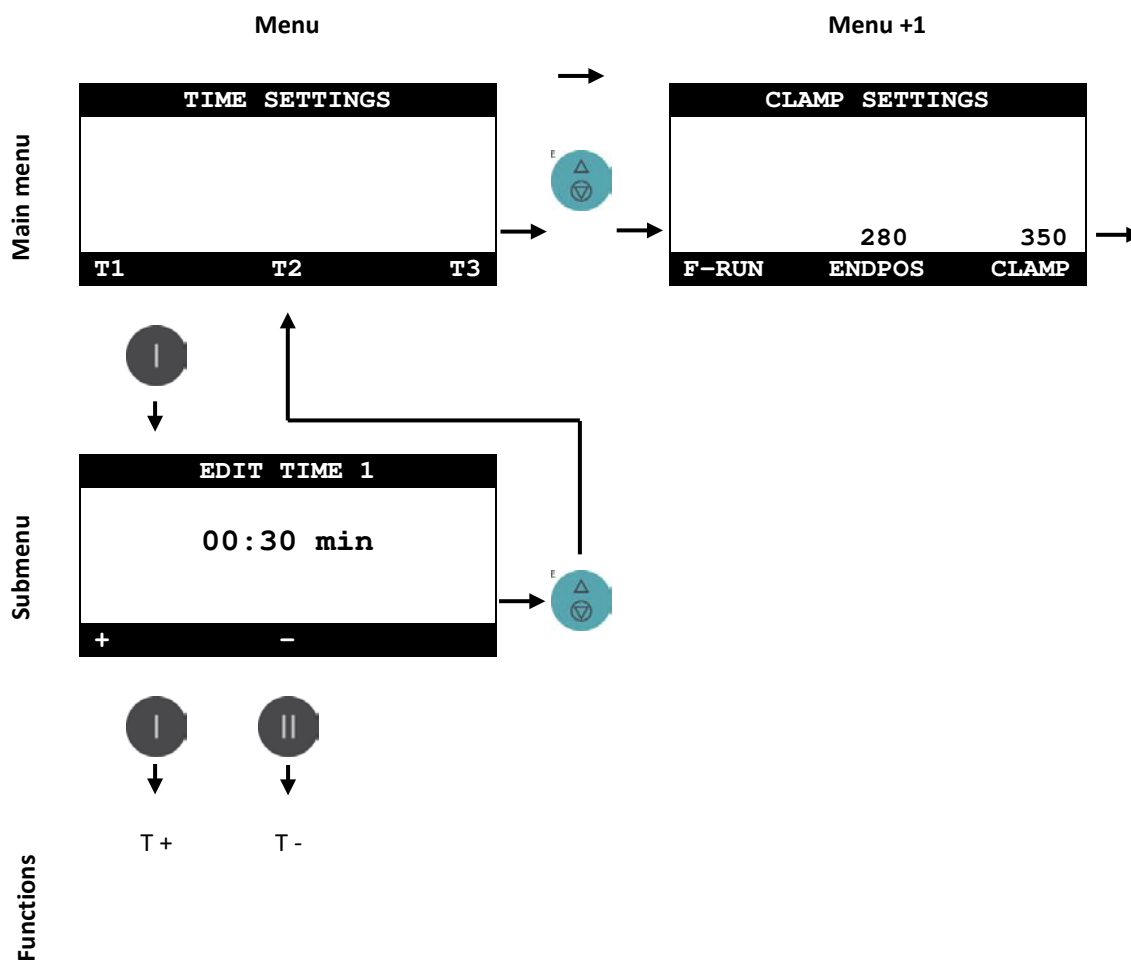 Menu
Menu +1
Main menu
TIME SETTINGS
T1 T2 T3
E
CLAMP SETTINGS
280 350
F-RUN ENDPOS CLAMP
I
Submenu
EDIT TIME 1
00:30 min
+ -
E
I
II
T + T -
Functions